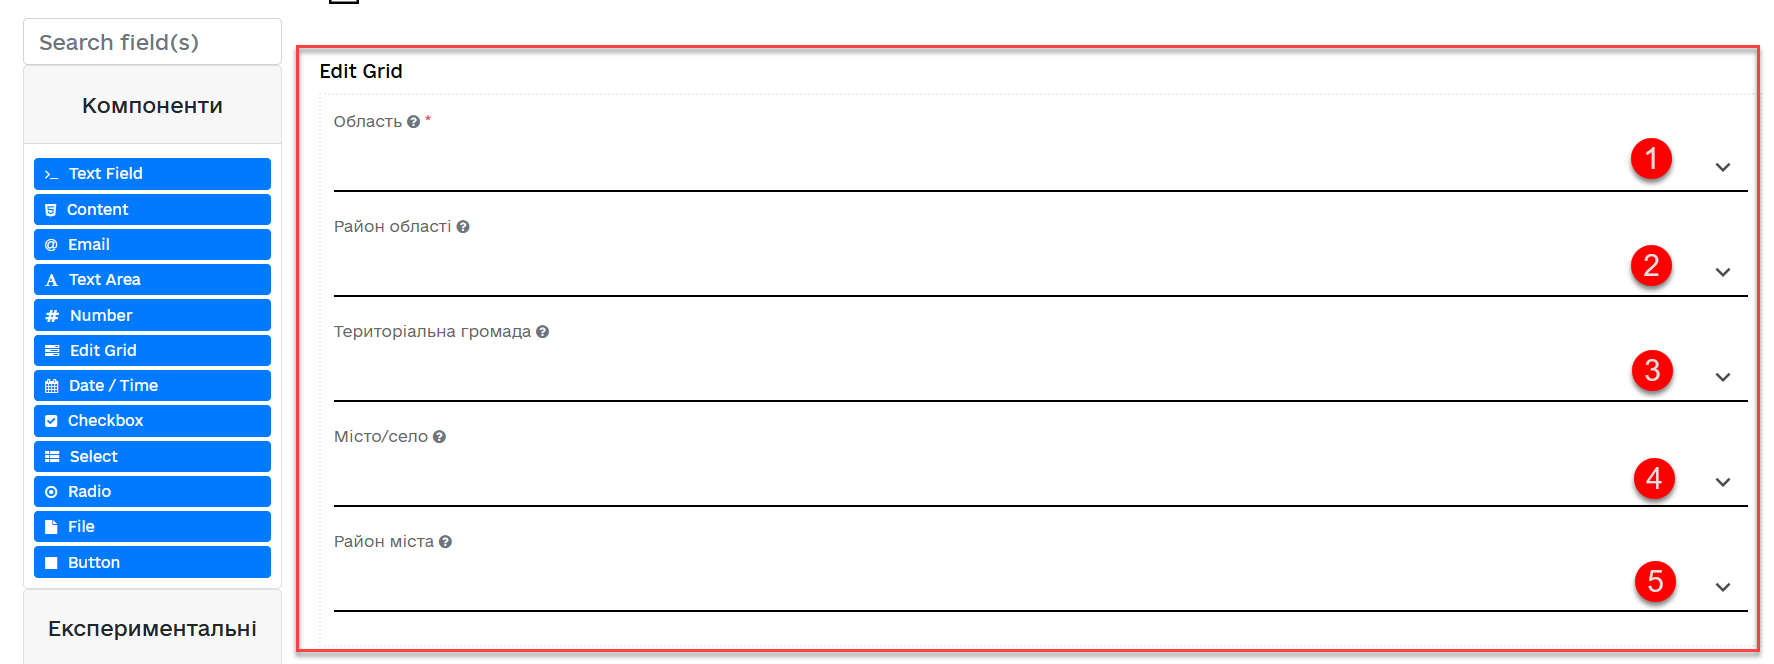 Search field(s)
Компоненти
Text Field
Content
Email
Text Area
Number
Edit Grid
Date / Time
Checkbox
Select
Radio
File
Button
Експериментальні
Edit Grid
Область *
1
Район області
2
Територіальна громада
3
Місто/село
4
Район міста
5